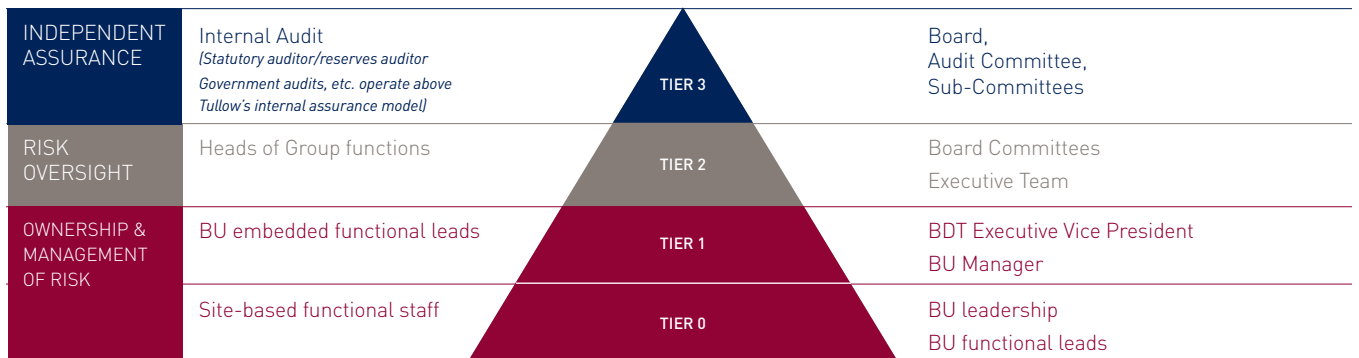 INDEPENDENT
ASSURANCE
Internal Audit
(Statutory auditor/reserves auditor
Government audits, etc. operate above
Tullow's internal assurance model)
TIER 3
Board,
Audit Committee,
Sub-Committees
RISK
OVERSIGHT
Heads of Group functions
TIER 2
Board Committees
Executive Team
OWNERSHIP &
MANAGEMENT
OF RISK
BU embedded functional leads
TIER 1
BDT Executive Vice President
BU Manager
Site-based functional staff
TIER 0
BU leadership
BU functional leads